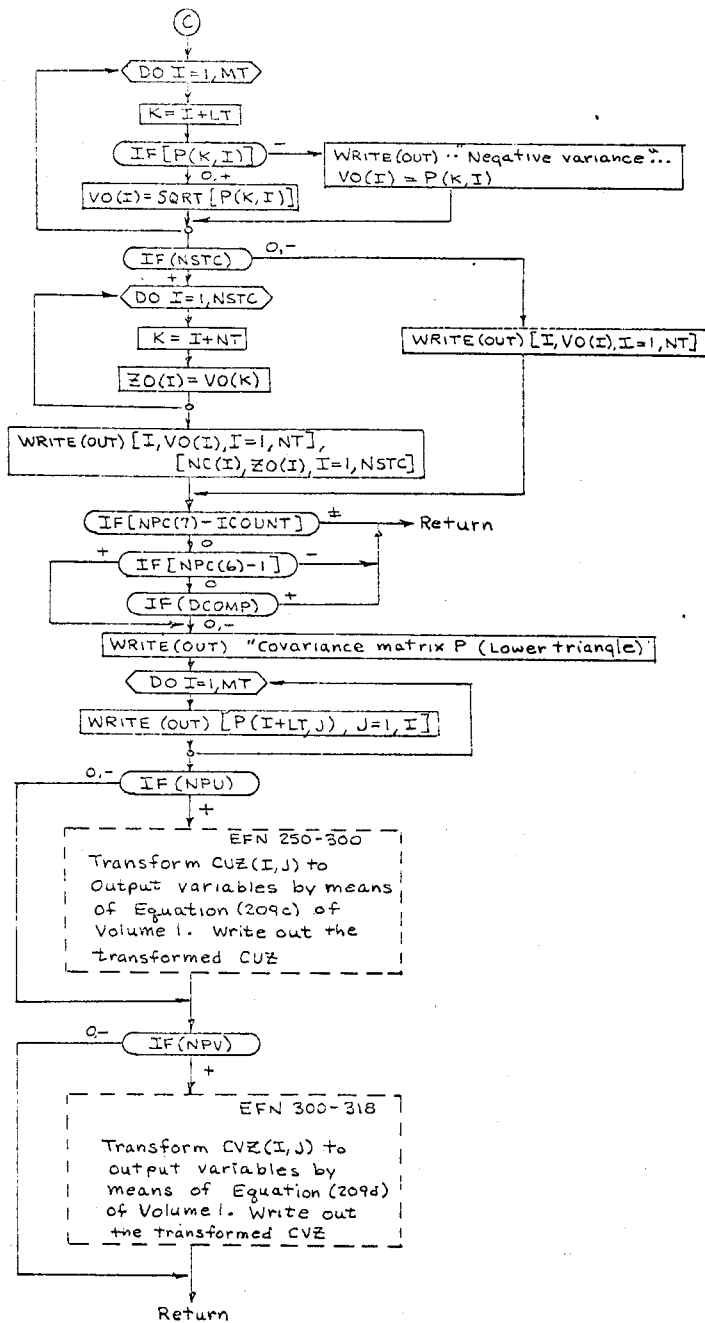 C
DO I=1,MT
K=I+LT
IF[P(K,I)]
-
WRITE(OUT) .. "Negative variance"...
VO(I) = P(K,I)
0,+
VO(I)=SQRT[P(K,I)]
IF(NSTC)
0,-
+
DO I=1,NSTC
K=I+NT
WRITE(OUT)[I,VO(I),I=1,NT]
ZO(I)=VO(K)
WRITE(OUT)[I,VO(I),I=1,NT],
[NC(I),ZO(I),I=1,NSTC]
IF[NPC(7)-ICOUNT]
±
Return
0
+
IF[NPC(6)-1]
-
0
IF(DCOMP)
+
0,-
WRITE(OUT) "Covariance matrix P (Lower triangle)"
DO I=1,MT
WRITE (OUT) [P(I+LT,J), J=1,I]
0,-
IF(NPU)
+
EFN 250-300
Transform CUZ(I,J) to
Output variables by means
of Equation (209c) of
Volume 1. Write out the
transformed CUZ
0,-
IF(NPV)
+
EFN 300-318
Transform CVZ(I,J) to
output variables by
means of Equation (209d)
of Volume 1. Write out
the transformed CVZ
Return